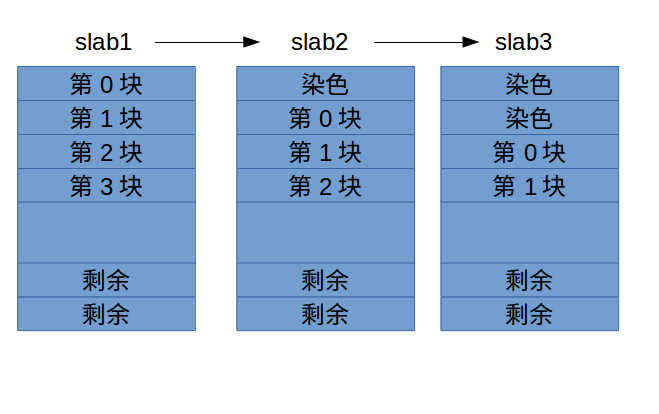 slab1 slab2 slab3
第 0 块 染色 染色
第 1 块 第 0 块 染色
第 2 块 第 1 块 第 0 块
第 3 块 第 2 块 第 1 块
剩余 剩余 剩余
剩余 剩余 剩余